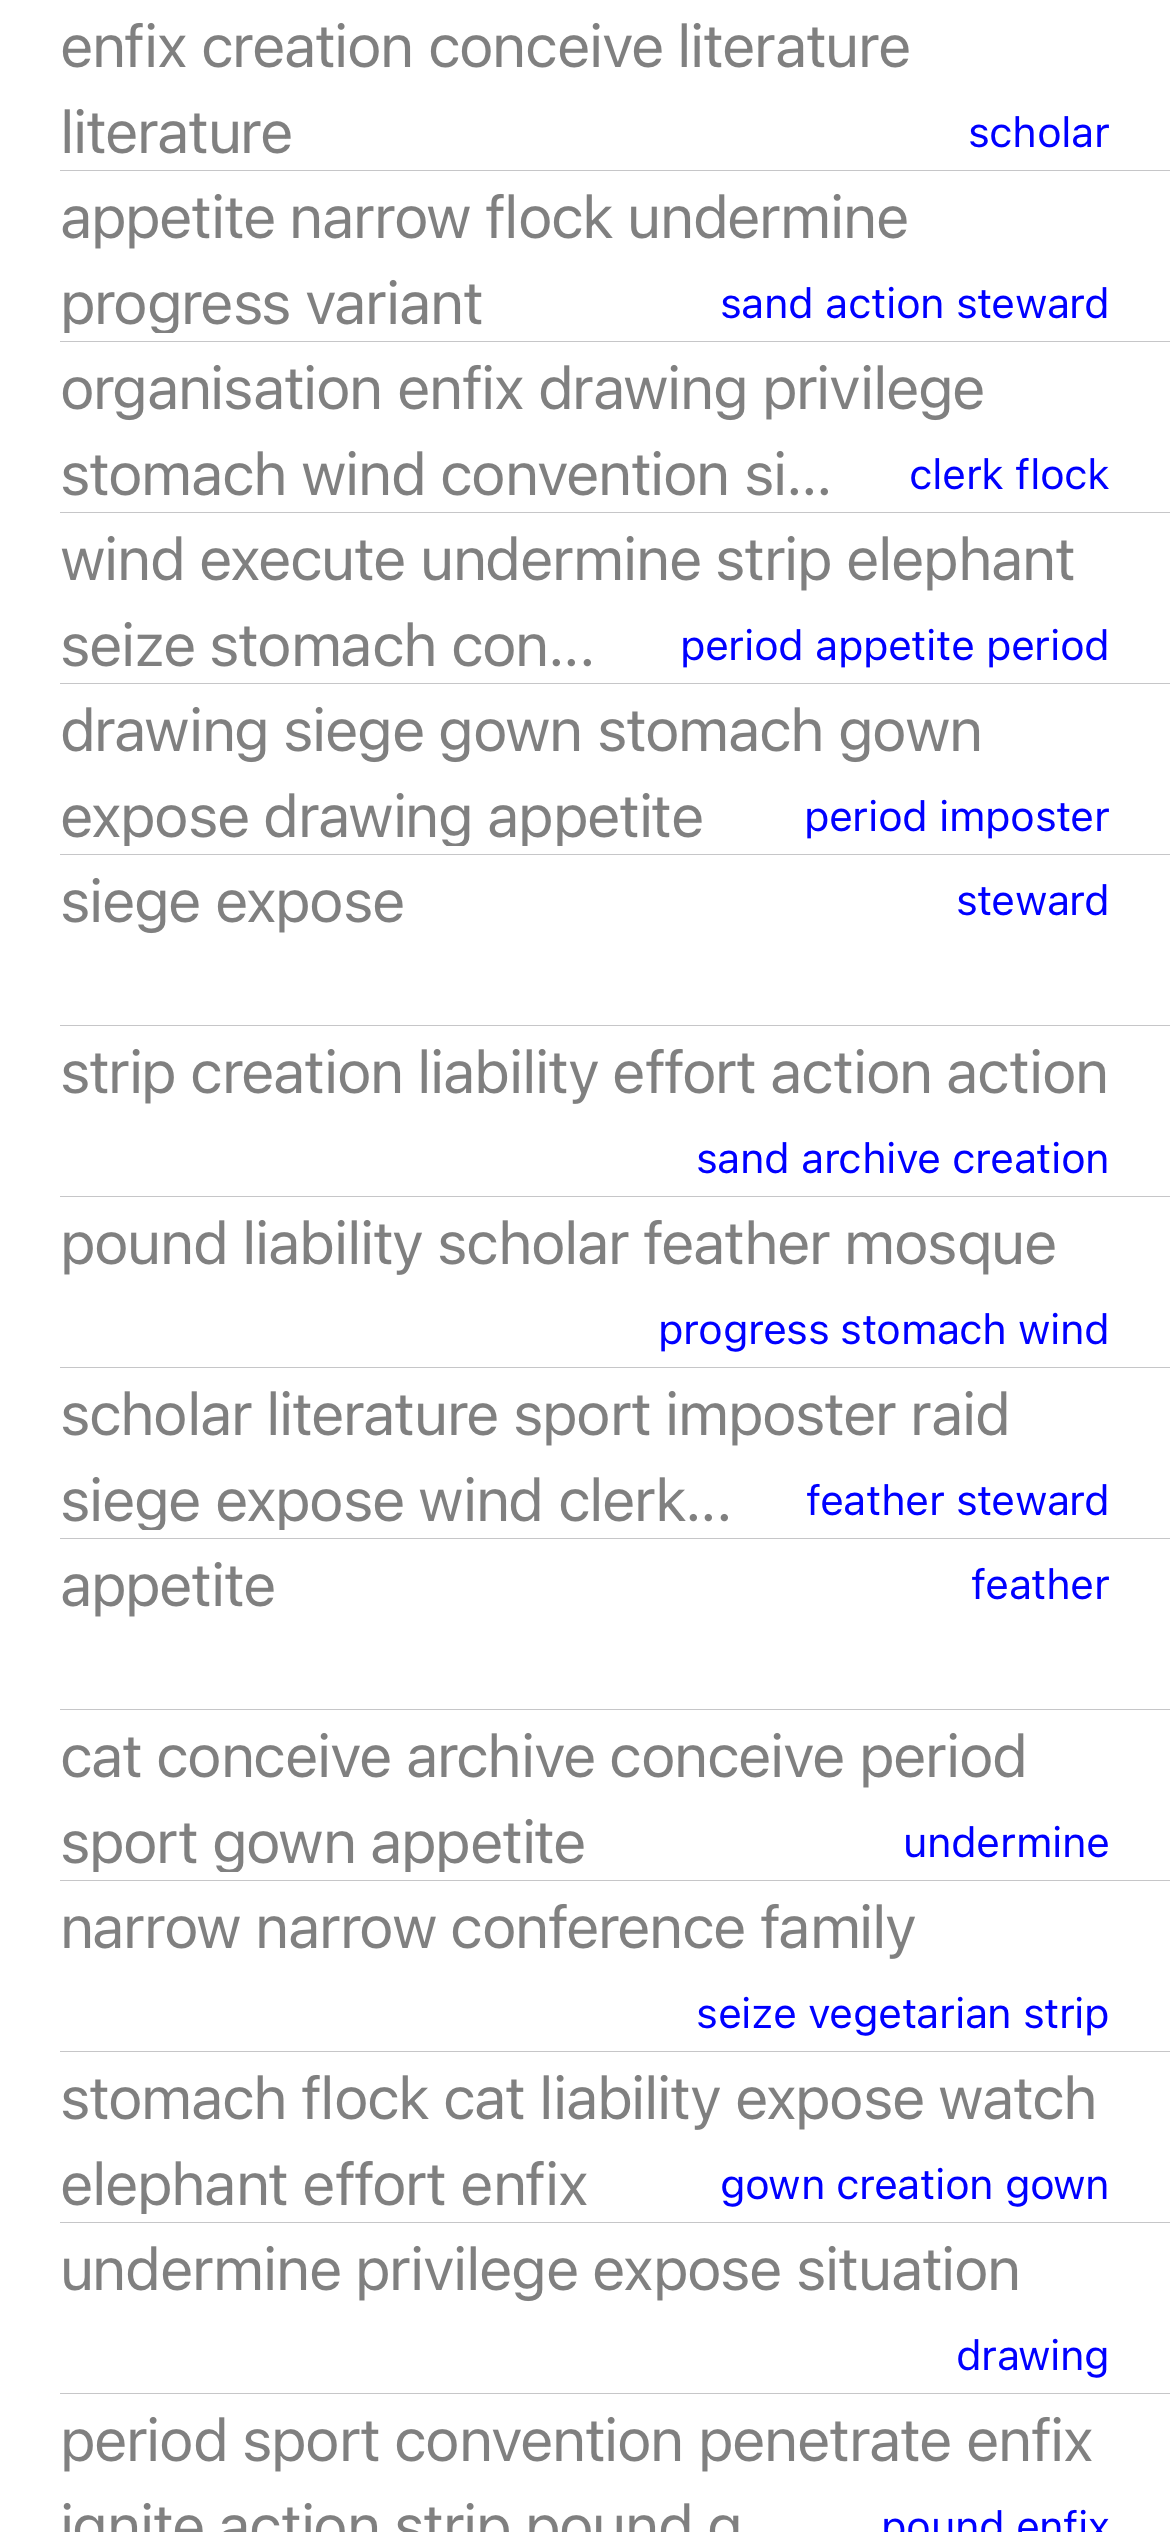 enfix creation conceive literature
literature scholar
appetite narrow flock undermine
progress variant sand action steward
organisation enfix drawing privilege
stomach wind convention si... clerk flock
wind execute undermine strip elephant
seize stomach con... period appetite period
drawing siege gown stomach gown
expose drawing appetite period imposter
siege expose steward
strip creation liability effort action action
sand archive creation
pound liability scholar feather mosque
progress stomach wind
scholar literature sport imposter raid
siege expose wind clerk... feather steward
appetite feather
cat conceive archive conceive period
sport gown appetite undermine
narrow narrow conference family
seize vegetarian strip
stomach flock cat liability expose watch
elephant effort enfix gown creation gown
undermine privilege expose situation
drawing
period sport convention penetrate enfix
ignite action strip pound g... pound enfix